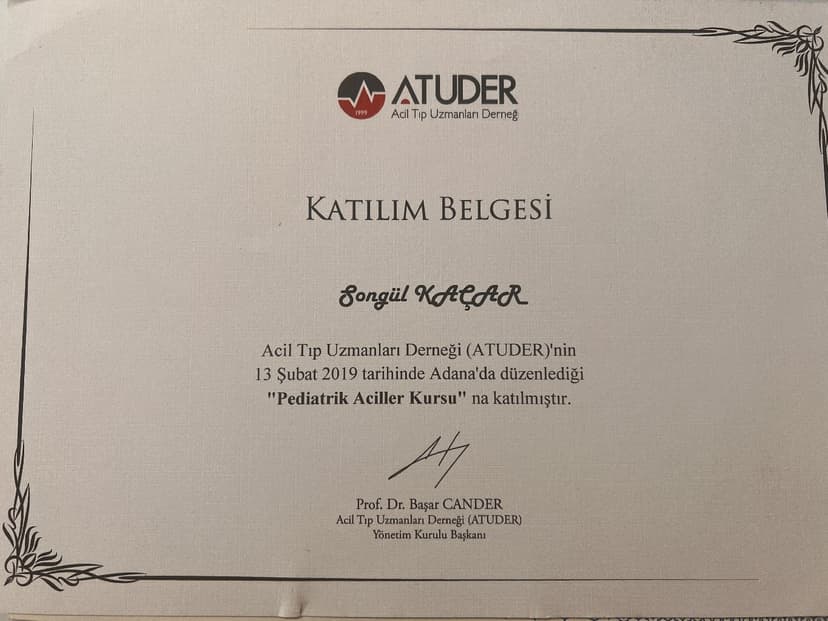 ATUDER
Acil Tıp Uzmanları Derneği
1999
KATILIM BELGESİ
Songül KAÇAR
Acil Tıp Uzmanları Derneği (ATUDER)'nin
13 Şubat 2019 tarihinde Adana'da düzenlediği
"Pediatrik Aciller Kursu" na katılmıştır.
Prof. Dr. Başar CANDER
Acil Tıp Uzmanları Derneği (ATUDER)
Yönetim Kurulu Başkanı